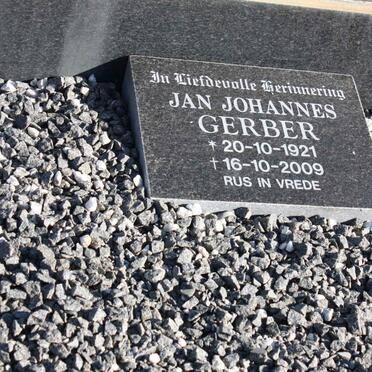 In Liefdevolle Herinnering
JAN JOHANNES
GERBER
* 20-10-1921
† 16-10-2009
RUS IN VREDE